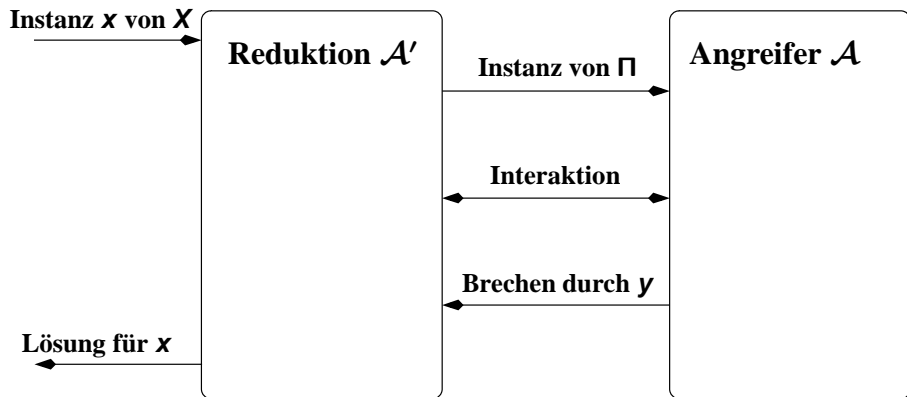 Instanz x von X
Reduktion 𝒜′
Instanz von Π
Angreifer 𝒜
Interaktion
Brechen durch y
Lösung für x